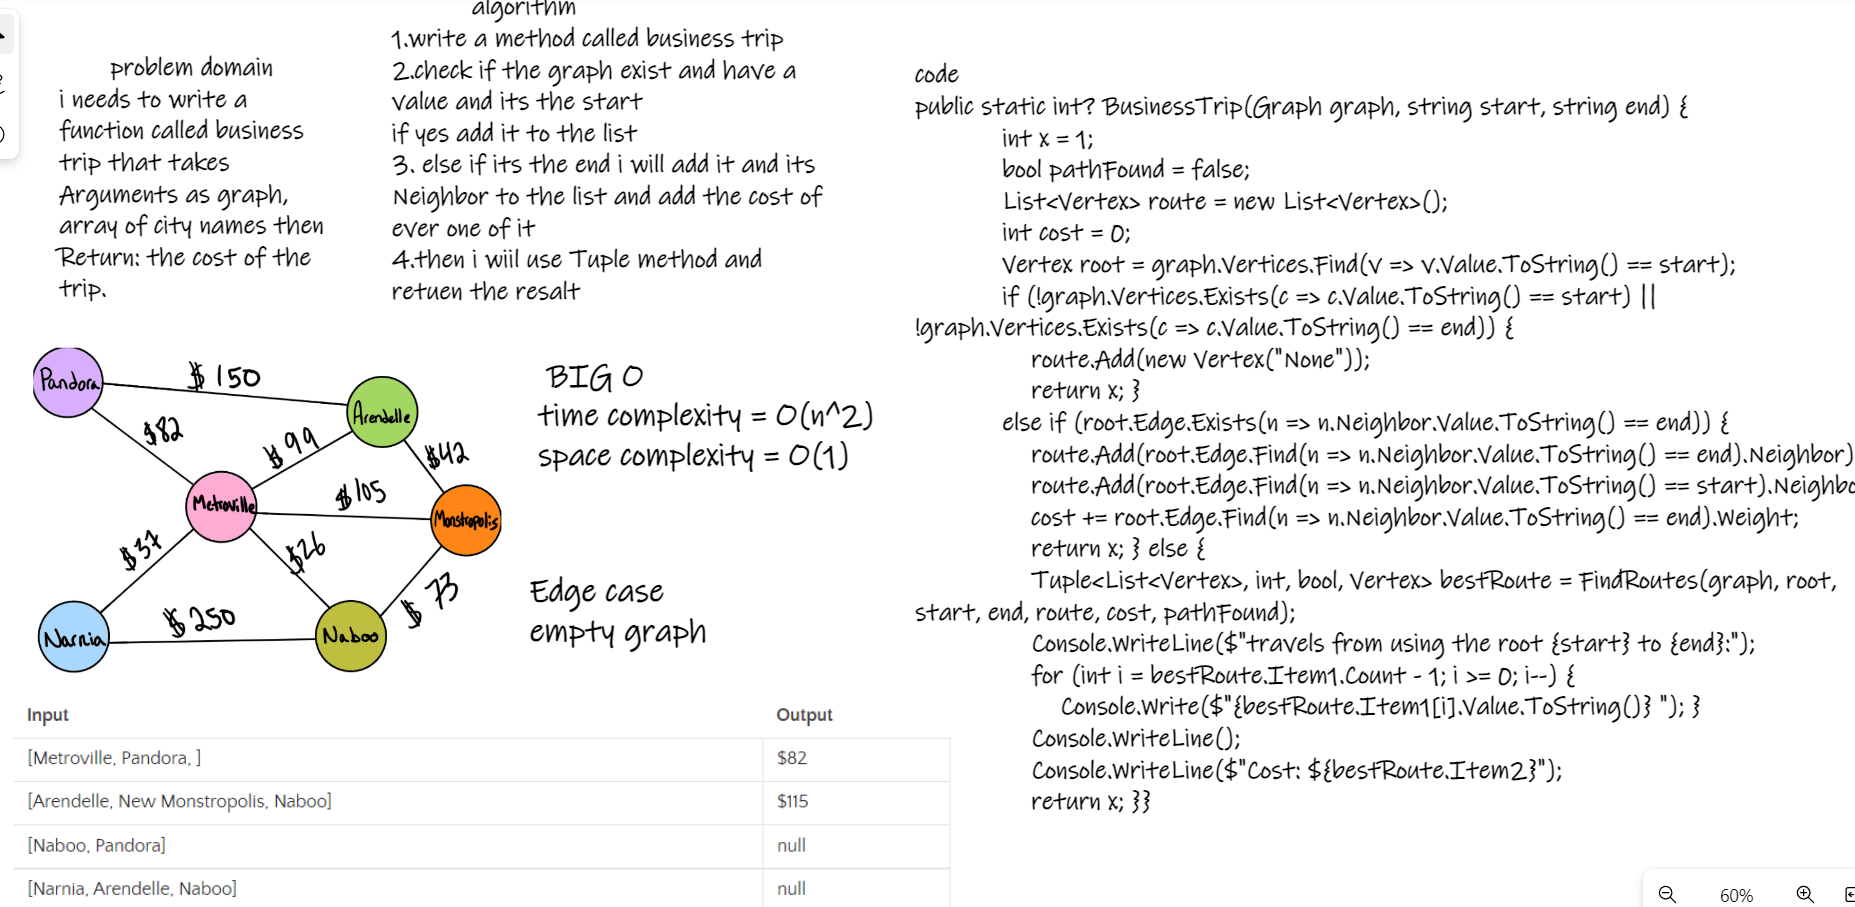 algorithm
1.write a method called business trip
2.check if the graph exist and have a
value and its the start
if yes add it to the list
3. else if its the end i will add it and its
Neighbor to the list and add the cost of
ever one of it
4.then i wiil use Tuple method and
retuen the resalt
problem domain
i needs to write a
function called business
trip that takes
Arguments as graph,
array of city names then
Return: the cost of the
trip.
code
public static int? BusinessTrip(Graph graph, string start, string end) {
int x = 1;
bool pathFound = false;
List<Vertex> route = new List<Vertex>();
int cost = 0;
Vertex root = graph.Vertices.Find(v => v.Value.ToString() == start);
if (!graph.Vertices.Exists(c => c.Value.ToString() == start) ||
!graph.Vertices.Exists(c => c.Value.ToString() == end)) {
route.Add(new Vertex("None"));
return x; }
else if (root.Edge.Exists(n => n.Neighbor.Value.ToString() == end)) {
route.Add(root.Edge.Find(n => n.Neighbor.Value.ToString() == end).Neighbor)
route.Add(root.Edge.Find(n => n.Neighbor.Value.ToString() == start).Neighbo
cost += root.Edge.Find(n => n.Neighbor.Value.ToString() == end).Weight;
return x; } else {
Tuple<List<Vertex>, int, bool, Vertex> bestRoute = FindRoutes(graph, root,
start, end, route, cost, pathFound);
Console.WriteLine($"travels from using the root {start} to {end}:");
for (int i = bestRoute.Item1.Count - 1; i >= 0; i--) {
Console.Write($"{bestRoute.Item1[i].Value.ToString()} "); }
Console.WriteLine();
Console.WriteLine($"Cost: ${bestRoute.Item2}");
return x; }}
Pandora
$150
Arendelle
$82
$99
$42
Metroville
$105
Monstropolis
$37
$26
$73
Narnia
$250
Naboo
BIG O
time complexity = O(n^2)
space complexity = O(1)
Edge case
empty graph
Input Output
[Metroville, Pandora, ] $82
[Arendelle, New Monstropolis, Naboo] $115
[Naboo, Pandora] null
[Narnia, Arendelle, Naboo] null
60%